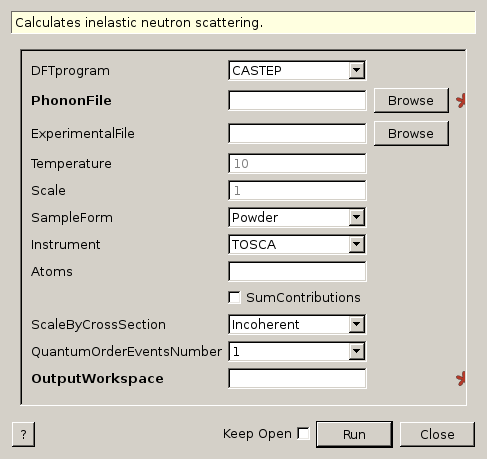 Calculates inelastic neutron scattering.
DFTprogram CASTEP
PhononFile Browse
ExperimentalFile Browse
Temperature 10
Scale 1
SampleForm Powder
Instrument TOSCA
Atoms
SumContributions
ScaleByCrossSection Incoherent
QuantumOrderEventsNumber 1
OutputWorkspace
? Keep Open Run Close